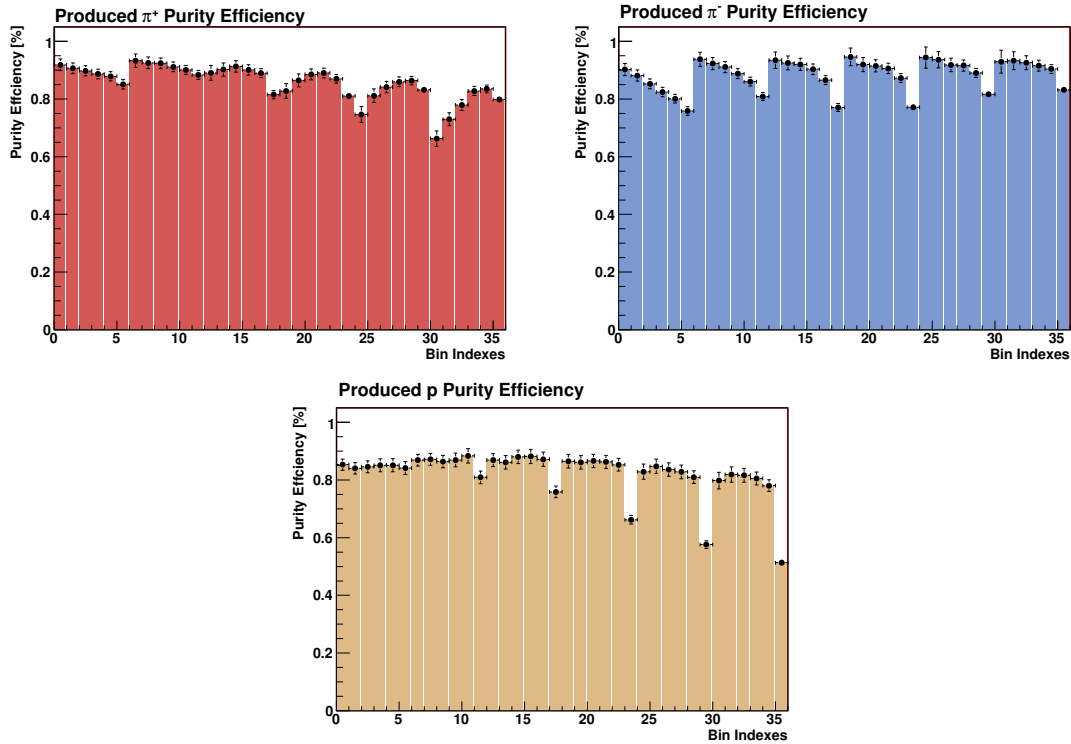 Produced π⁺ Purity Efficiency
Purity Efficiency [%]
1
0.8
0.6
0.4
0.2
0
0 5 10 15 20 25 30 35
Bin Indexes
Produced π⁻ Purity Efficiency
Purity Efficiency [%]
1
0.8
0.6
0.4
0.2
0
0 5 10 15 20 25 30 35
Bin Indexes
Produced p Purity Efficiency
Purity Efficiency [%]
1
0.8
0.6
0.4
0.2
0
0 5 10 15 20 25 30 35
Bin Indexes